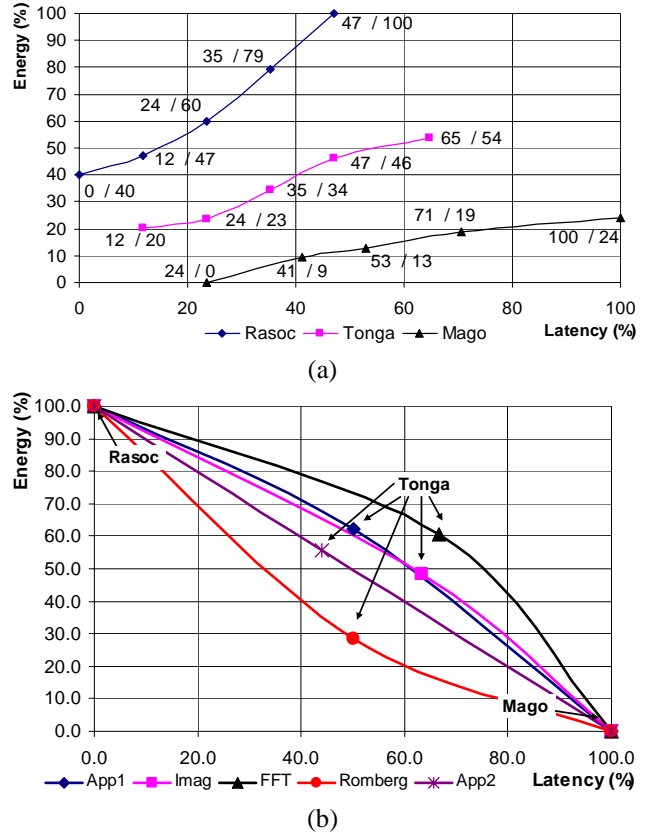 Energy (%)
100
90
80
70
60
50
40
30
20
10
0
47 / 100
35 / 79
24 / 60
12 / 47
0 / 40
65 / 54
47 / 46
35 / 34
24 / 23
12 / 20
71 / 19
100 / 24
24 / 0
41 / 9
53 / 13
0 20 40 60 80 100
Rasoc Tonga Mago Latency (%)
(a)
Energy (%)
100.0
90.0
80.0
70.0
60.0
50.0
40.0
30.0
20.0
10.0
0.0
Rasoc
Tonga
Mago
0.0 20.0 40.0 60.0 80.0 100.0
App1 Imag FFT Romberg App2 Latency (%)
(b)